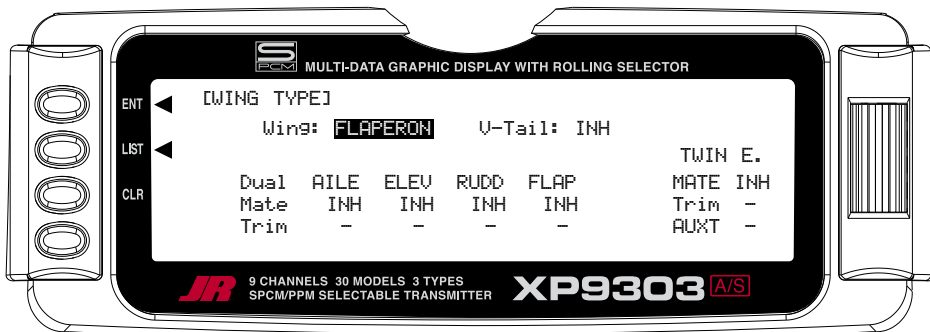 S
PCM MULTI-DATA GRAPHIC DISPLAY WITH ROLLING SELECTOR
ENT
LIST
CLR
[WING TYPE]
Wing: FLAPERON V-Tail: INH
TWIN E.
Dual AILE ELEV RUDD FLAP MATE INH
Mate INH INH INH INH Trim -
Trim - - - - AUXT -
JR 9 CHANNELS 30 MODELS 3 TYPES
SPCM/PPM SELECTABLE TRANSMITTER XP9303 A/S